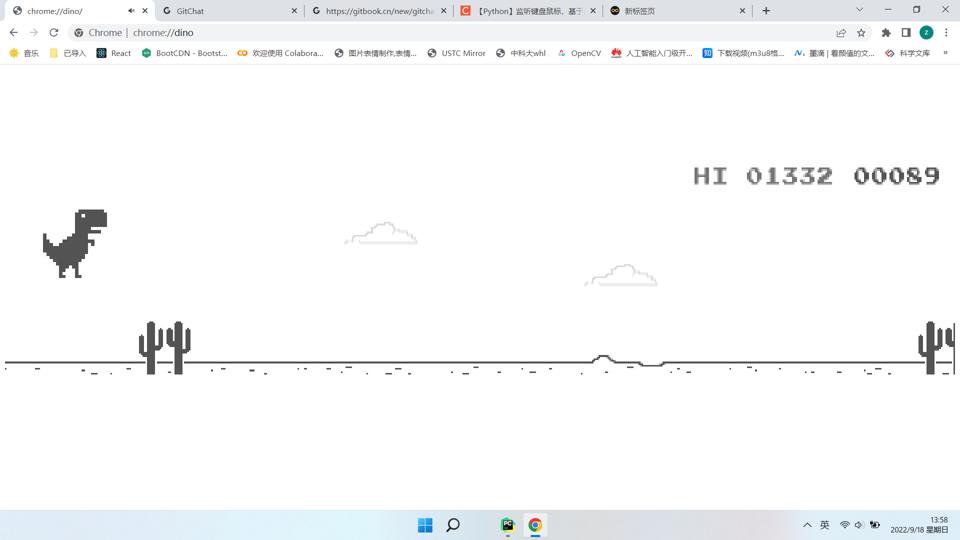 chrome://dino/
GitChat
https://gitbook.cn/new/gitcha
【Python】监听键盘鼠标，基于
新标签页
Chrome | chrome://dino
音乐
已导入
React
BootCDN - Bootst...
欢迎使用 Colabora...
图片表情制作,表情...
USTC Mirror
中科大whl
OpenCV
人工智能入门极开...
知
下载视频(m3u8格...
墨滴 | 看颜值的文...
科学文库
»
HI 01332 00089
PC
英
13:58
2022/9/18 星期日